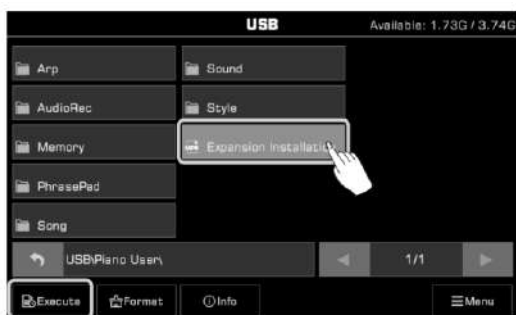 USB
Available: 1.73G / 3.74G
Arp
Sound
AudioRec
Style
Memory
Expansion Installation
PhrasePad
Song
USB\Piano User\
1/1
Execute
Format
Info
Menu